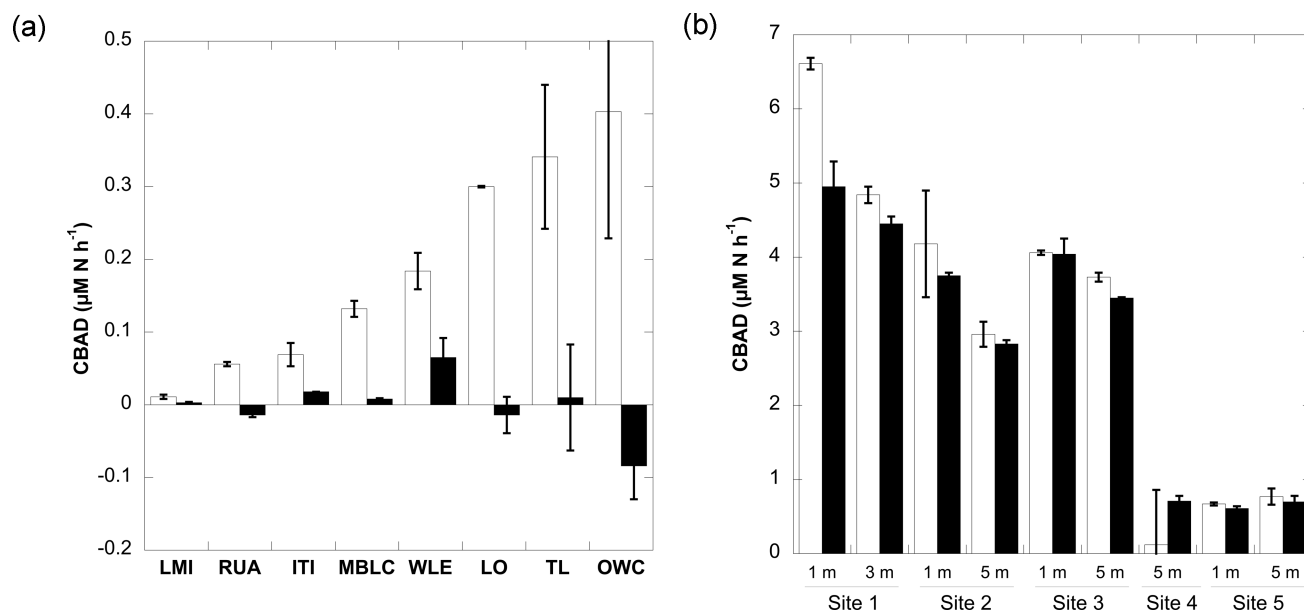 (a)
CBAD (µM N h⁻¹)
0.5
0.4
0.3
0.2
0.1
0
-0.1
-0.2
LMI RUA ITI MBLC WLE LO TL OWC
(b)
CBAD (µM N h⁻¹)
7
6
5
4
3
2
1
0
1 m 3 m 1 m 5 m 1 m 5 m 5 m 1 m 5 m
Site 1 Site 2 Site 3 Site 4 Site 5